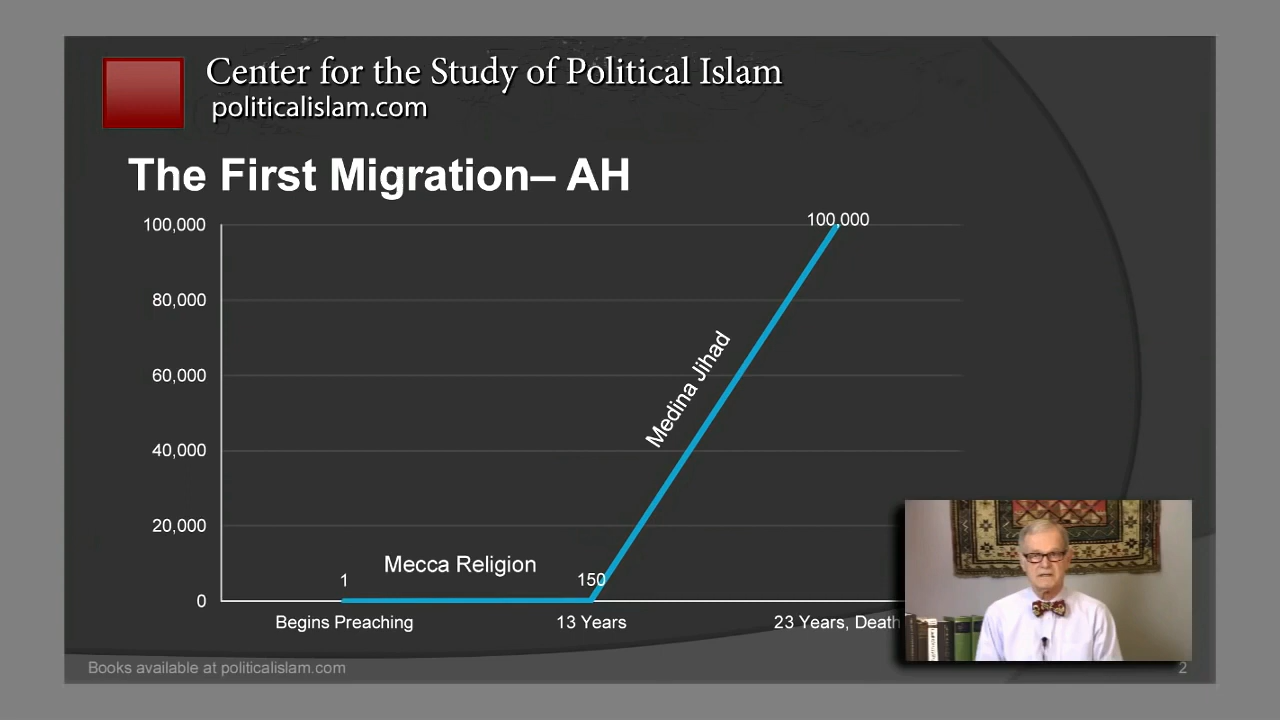 Center for the Study of Political Islam
politicalislam.com
The First Migration– AH
100,000
80,000
60,000
40,000
20,000
0
1
Mecca Religion
150
Medina Jihad
100,000
Begins Preaching
13 Years
23 Years, Death
Books available at politicalislam.com
2